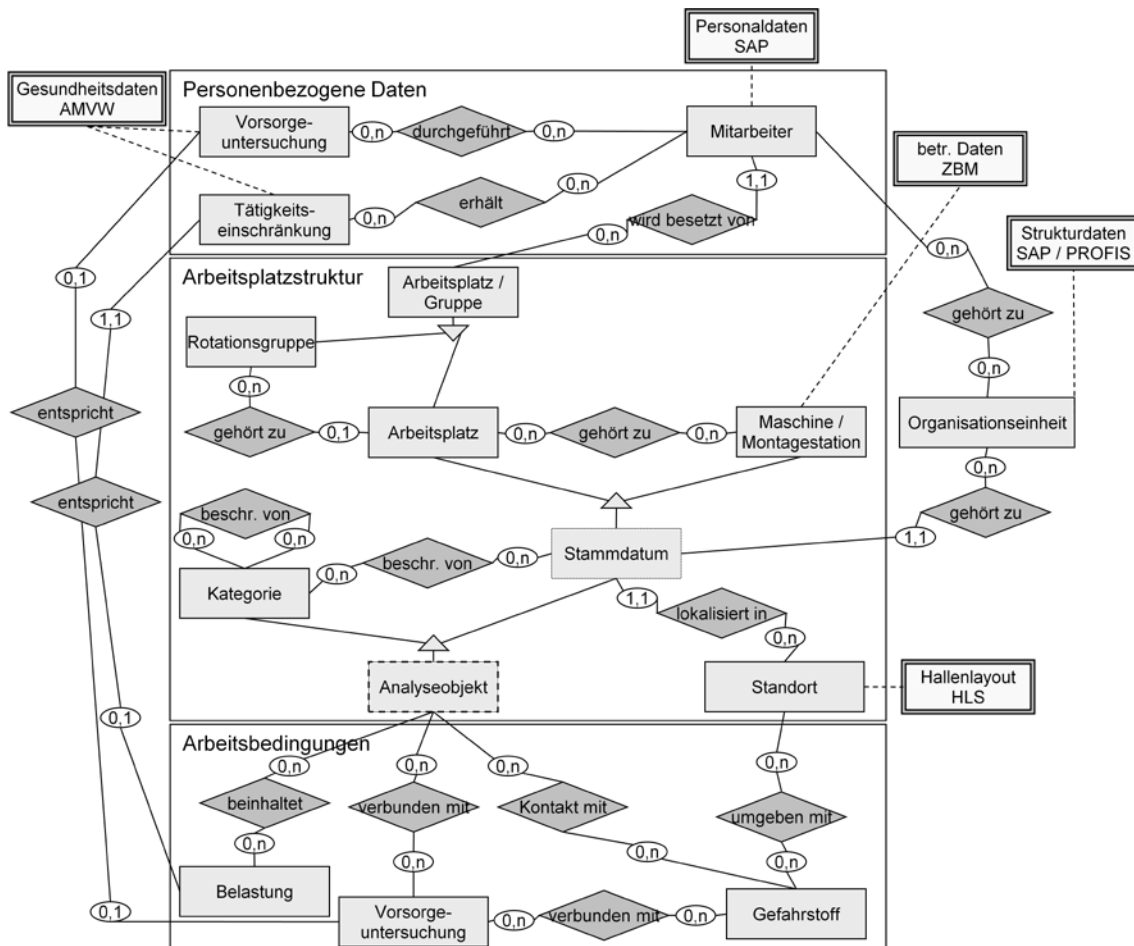 Personaldaten
SAP
Gesundheitsdaten
AMVW
Personenbezogene Daten
Vorsorge-
untersuchung
0,n
durchgeführt
0,n
Mitarbeiter
betr. Daten
ZBM
1,1
0,n
erhält
0,n
Tätigkeits-
einschränkung
wird besetzt von
0,n
0,n
Strukturdaten
SAP / PROFIS
0,1
1,1
Arbeitsplatzstruktur
Arbeitsplatz /
Gruppe
gehört zu
Rotationsgruppe
0,n
0,n
entspricht
gehört zu
0,1
Arbeitsplatz
0,n
gehört zu
0,n
Maschine /
Montagestation
Organisationseinheit
0,n
entspricht
beschr. von
0,n
0,n
gehört zu
1,1
Kategorie
0,n
beschr. von
0,n
Stammdatum
1,1
lokalisiert in
0,n
Analyseobjekt
Standort
Hallenlayout
HLS
0,1
Arbeitsbedingungen
0,n
0,n
0,n
0,n
beinhaltet
verbunden mit
Kontakt mit
umgeben mit
0,n
0,n
0,n
0,n
Belastung
0,1
Vorsorge-
untersuchung
0,n
verbunden mit
0,n
Gefahrstoff